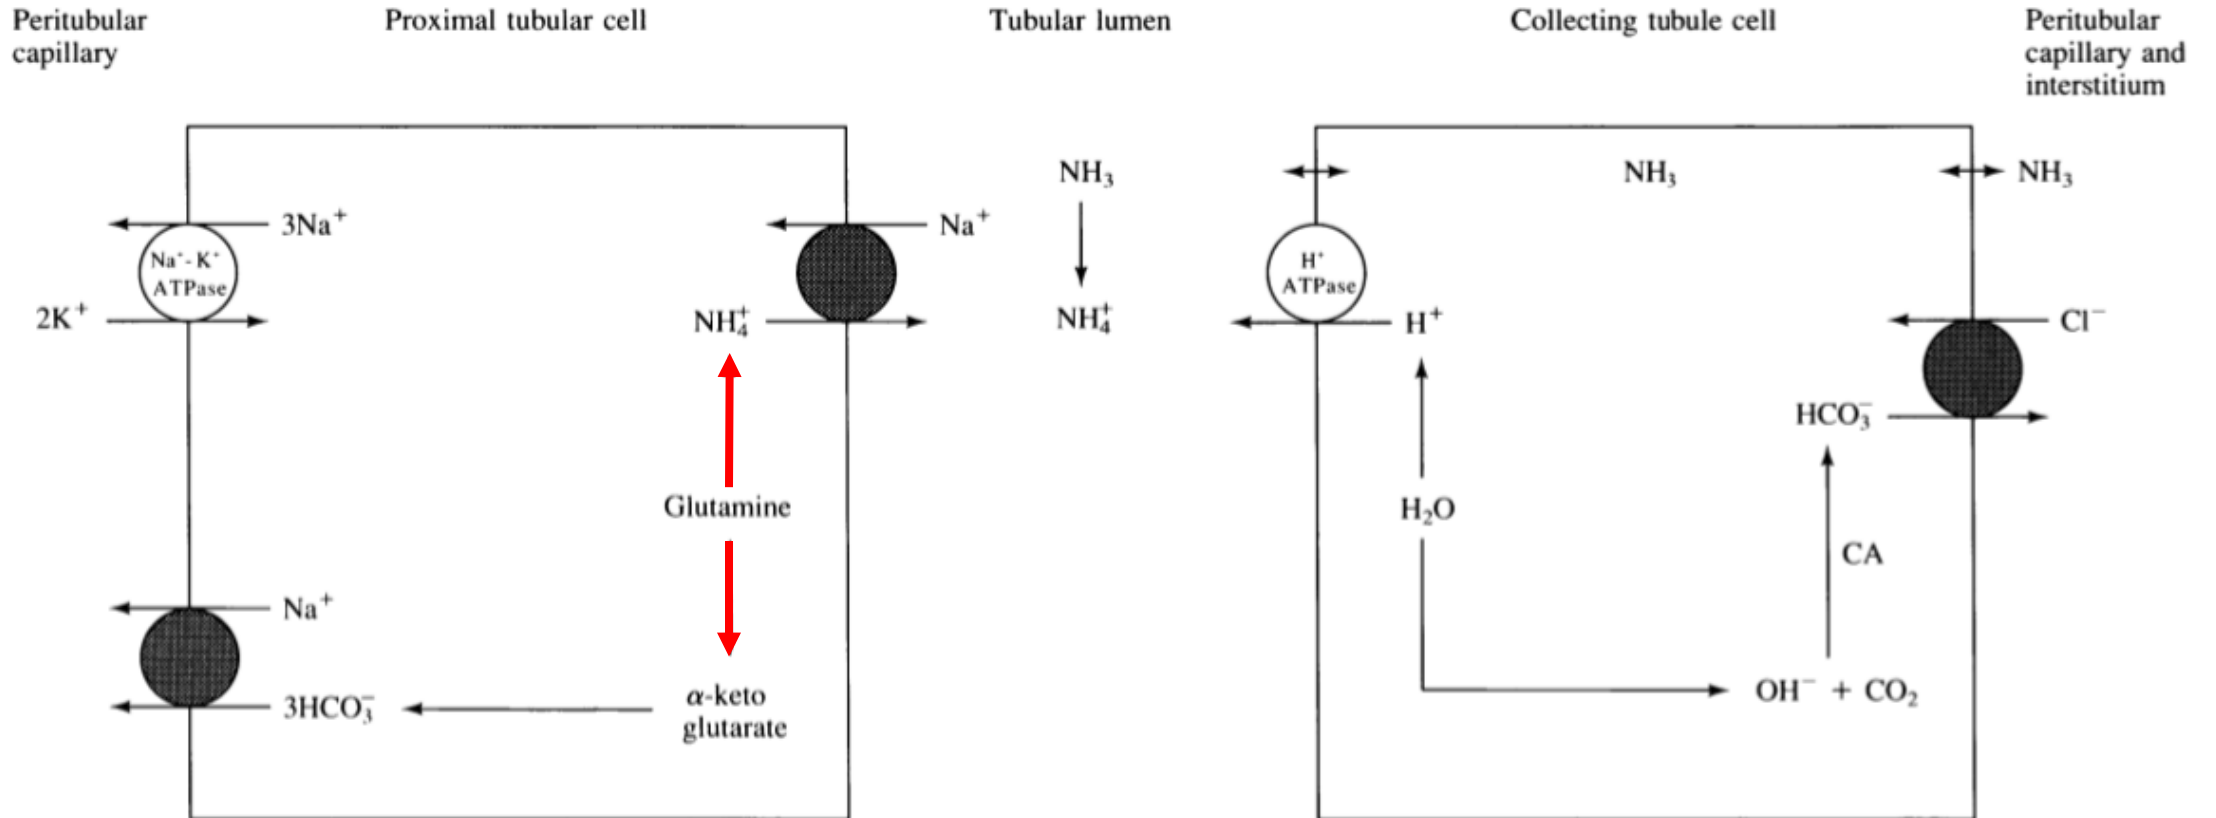 Peritubular
capillary
Proximal tubular cell
Tubular lumen
Collecting tubule cell
Peritubular
capillary and
interstitium
3Na⁺
Na⁺-K⁺
ATPase
2K⁺
Na⁺
NH₄⁺
Glutamine
α-keto
glutarate
Na⁺
3HCO₃⁻
NH₃
NH₄⁺
NH₃
NH₃
H⁺
ATPase
H⁺
Cl⁻
HCO₃⁻
H₂O
CA
OH⁻ + CO₂